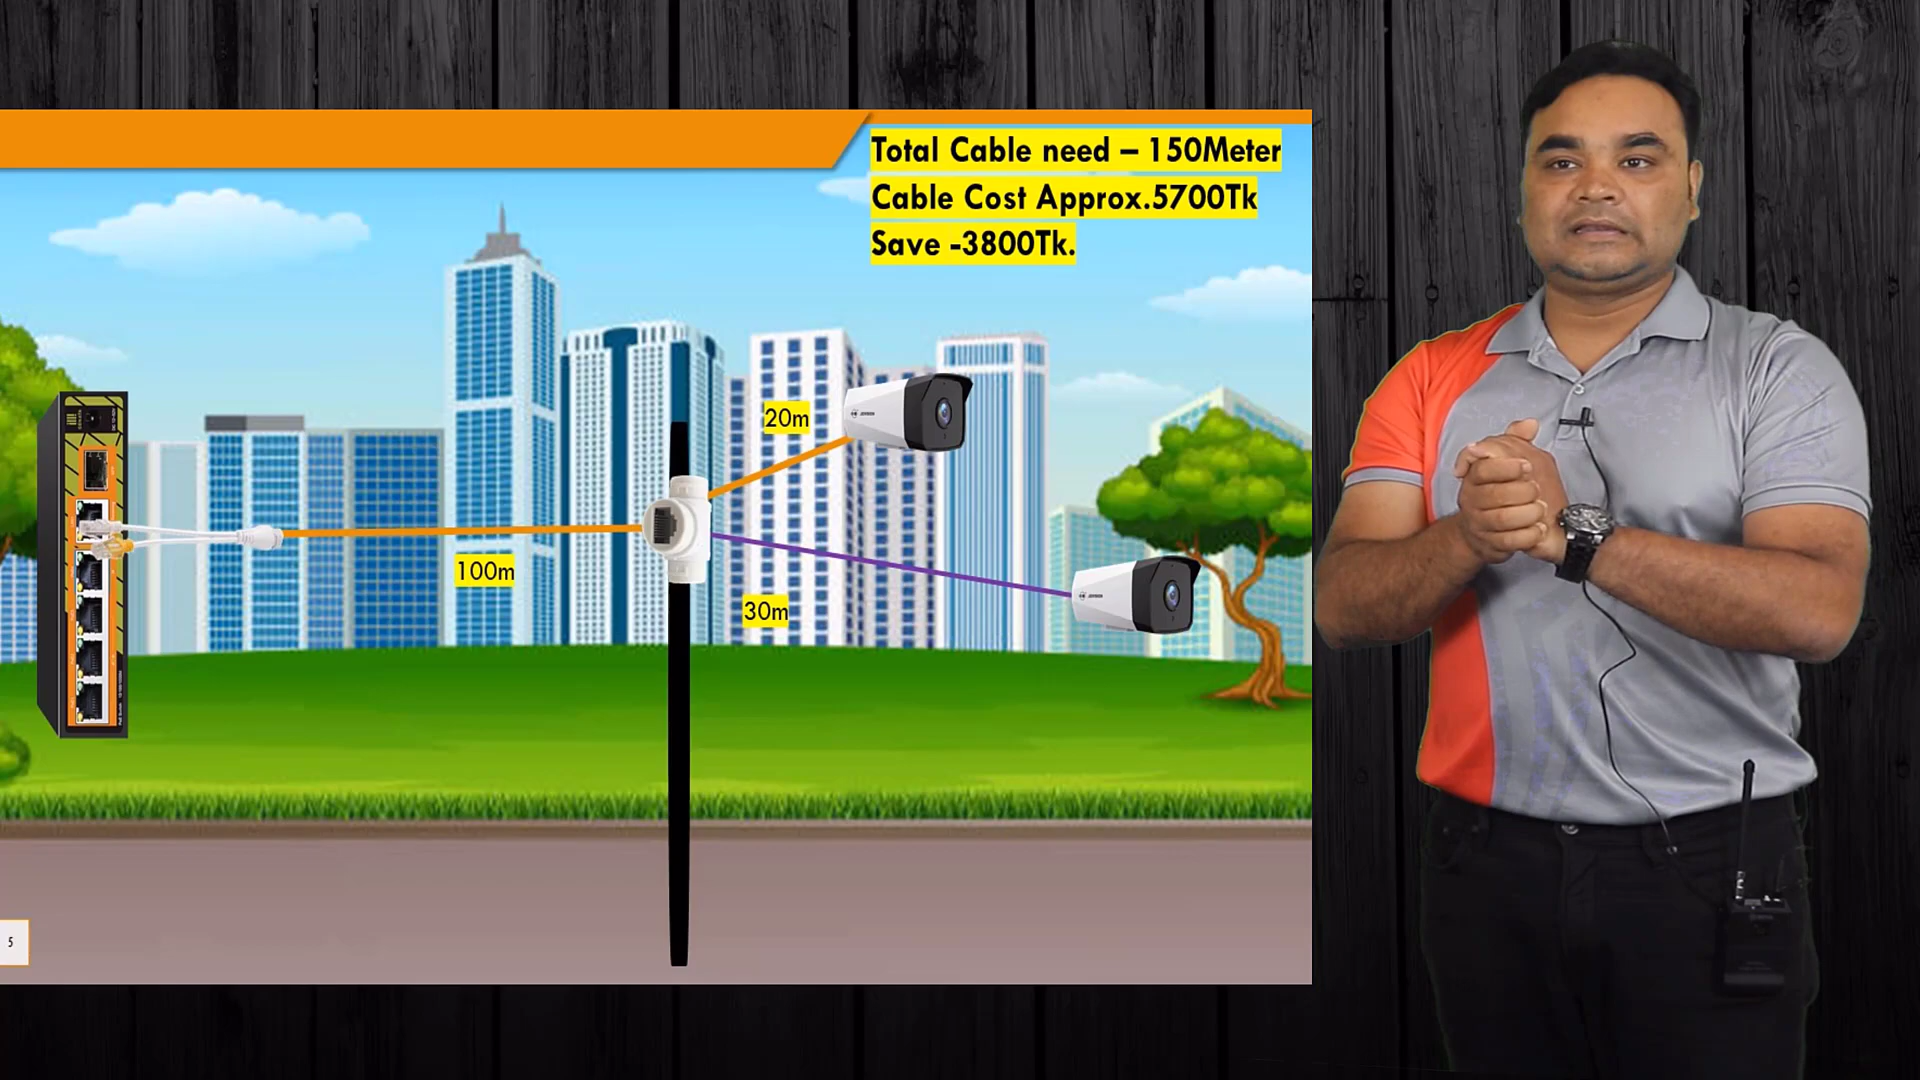 Total Cable need – 150Meter
Cable Cost Approx.5700Tk
Save -3800Tk.
20m
100m
30m
5